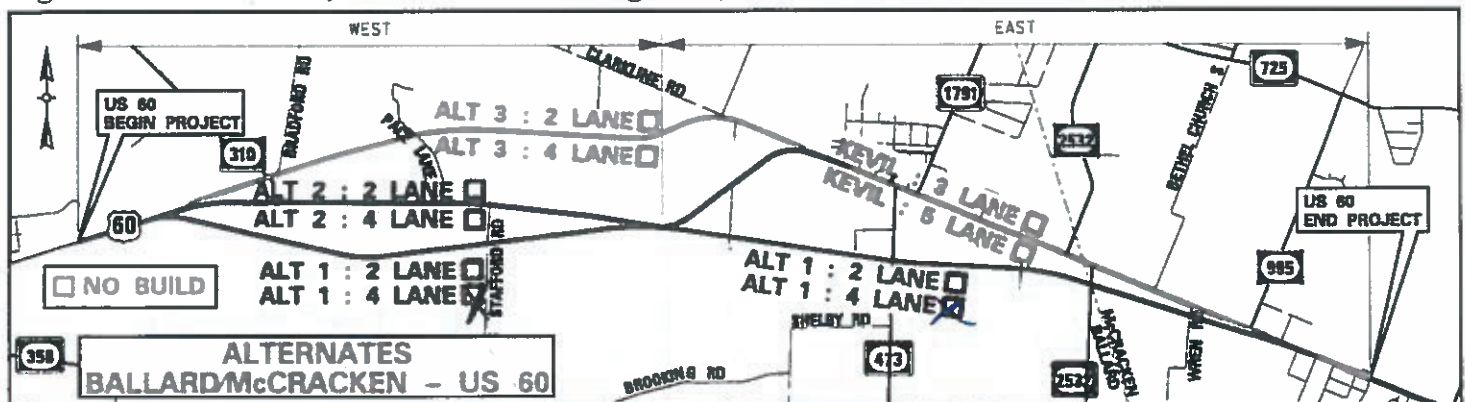 WEST
EAST
US 60
BEGIN PROJECT
310
BRADFORD RD
PACE LANE
CLARKLINE RD
ALT 3 : 2 LANE
ALT 3 : 4 LANE
1791
2532
BETHEL CHURCH
725
ALT 2 : 2 LANE
ALT 2 : 4 LANE
KEVIL : 3 LANE
KEVIL : 5 LANE
US 60
END PROJECT
60
STAFFORD RD
NO BUILD
ALT 1 : 2 LANE
ALT 1 : 4 LANE
ALT 1 : 2 LANE
ALT 1 : 4 LANE
995
SHELBY RD
358
ALTERNATES
BALLARD/McCRACKEN - US 60
BROOKING RD
473
2532
McCRACKEN
BALLARD
WREN RD